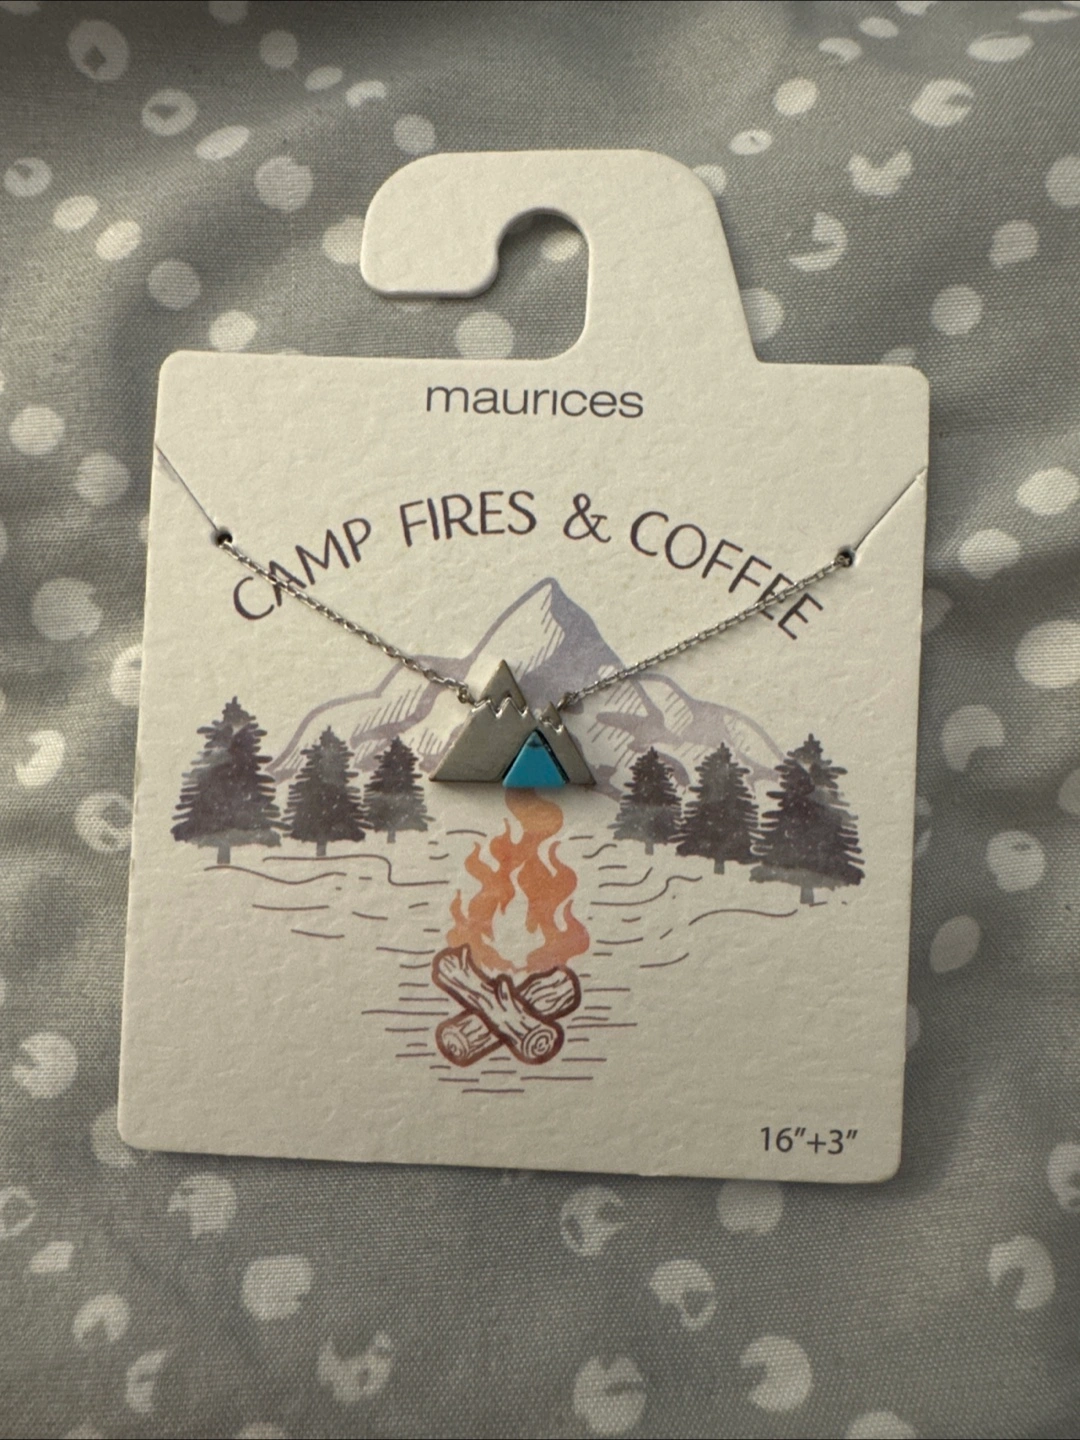 maurices
CAMP FIRES & COFFEE
16"+3"